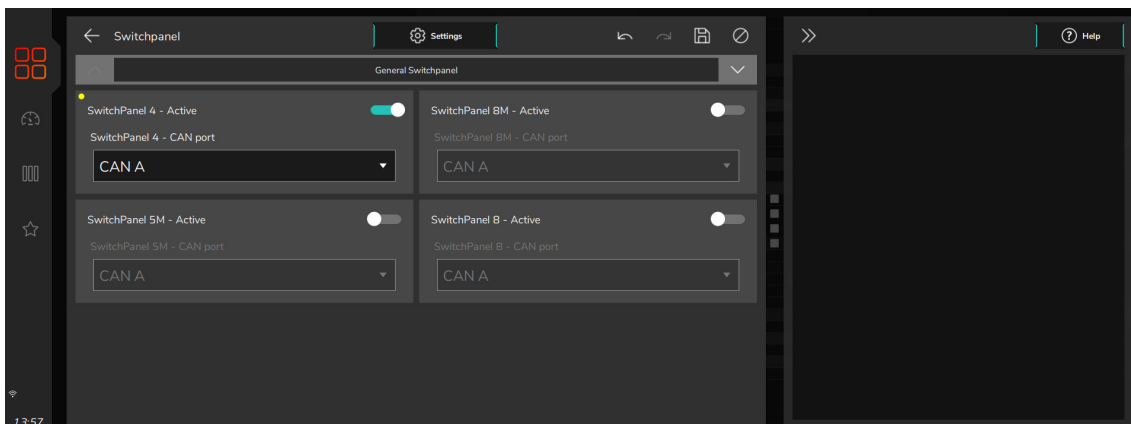 Switchpanel
Settings
Help
General Switchpanel
SwitchPanel 4 - Active
SwitchPanel 4 - CAN port
CAN A
SwitchPanel 8M - Active
SwitchPanel 8M - CAN port
CAN A
SwitchPanel 5M - Active
SwitchPanel 5M - CAN port
CAN A
SwitchPanel 8 - Active
SwitchPanel 8 - CAN port
CAN A
13:57